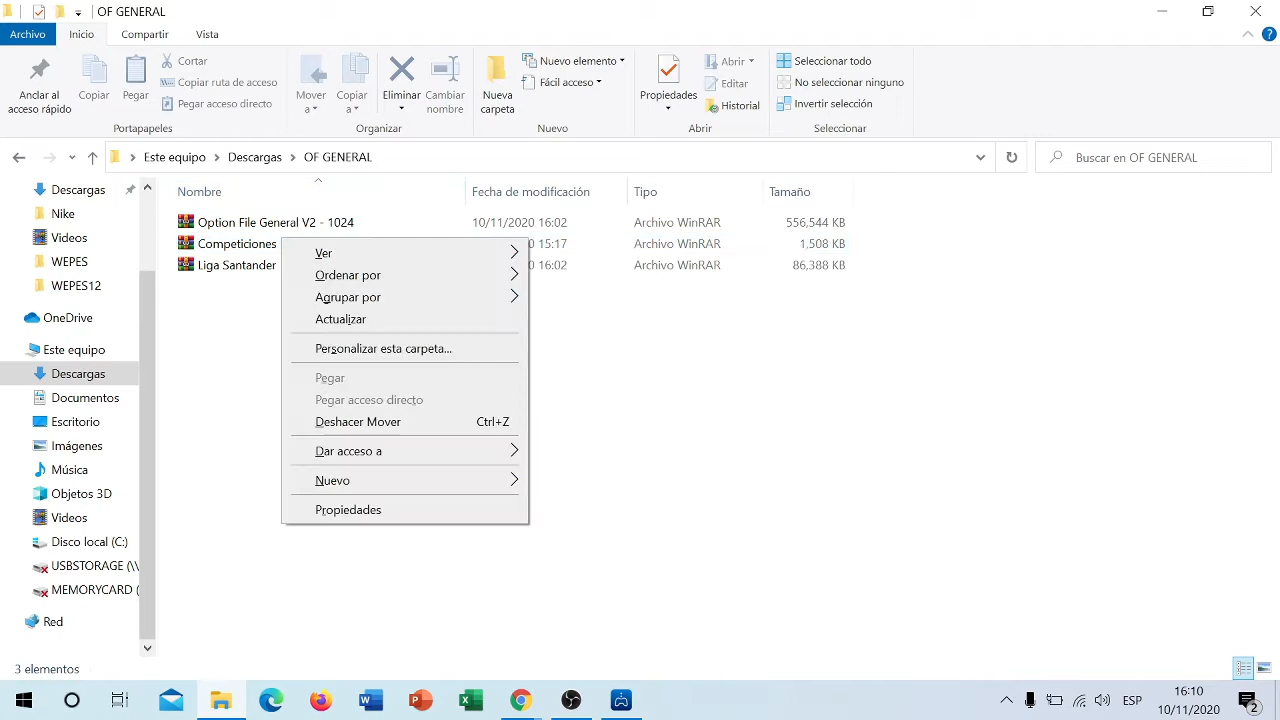 OF GENERAL
Archivo Inicio Compartir Vista
Andar al acceso rápido
Copiar
Pegar
Cortar
Copiar ruta de acceso
Pegar acceso directo
Portapapeles
Mover a
Copiar a
Eliminar
Cambiar nombre
Organizar
Nueva carpeta
Nuevo elemento
Fácil acceso
Nuevo
Propiedades
Abrir
Editar
Historial
Abrir
Seleccionar todo
No seleccionar ninguno
Invertir selección
Seleccionar
Este equipo > Descargas > OF GENERAL
Buscar en OF GENERAL
Descargas
Nike
Videos
WEPES
WEPES12
OneDrive
Este equipo
Descargas
Documentos
Escritorio
Imágenes
Música
Objetos 3D
Videos
Disco local (C:)
USBSTORAGE (\\
MEMORYCARD (
Red
Nombre Fecha de modificación Tipo Tamaño
Option File General V2 - 1024 10/11/2020 16:02 Archivo WinRAR 556,544 KB
Competiciones 0 15:17 Archivo WinRAR 1,508 KB
Liga Santander 0 16:02 Archivo WinRAR 86,388 KB
Ver
Ordenar por
Agrupar por
Actualizar
Personalizar esta carpeta...
Pegar
Pegar acceso directo
Deshacer Mover Ctrl+Z
Dar acceso a
Nuevo
Propiedades
3 elementos
ESP
16:10
10/11/2020
2